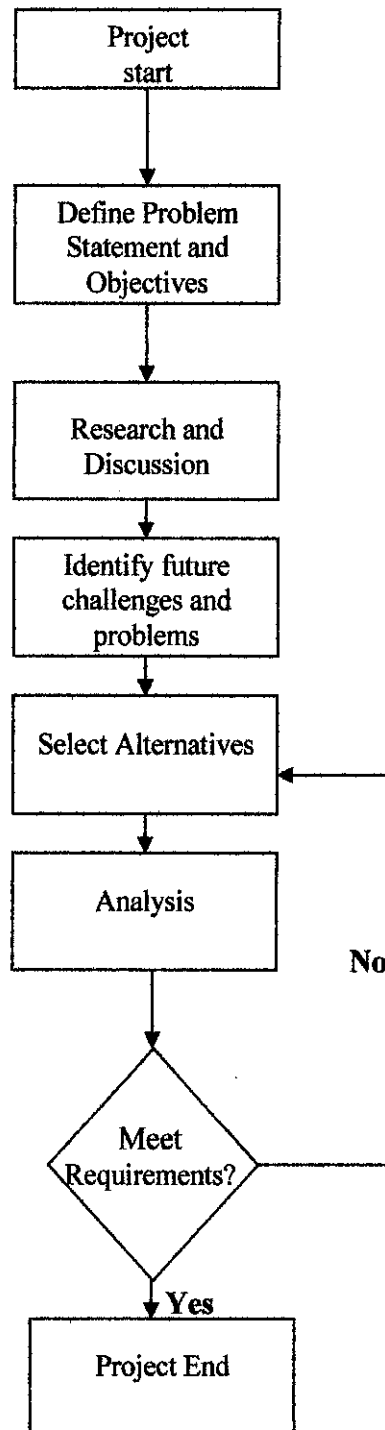 Project
start
Define Problem
Statement and
Objectives
Research and
Discussion
Identify future
challenges and
problems
Select Alternatives
Analysis
No
Meet
Requirements?
Yes
Project End